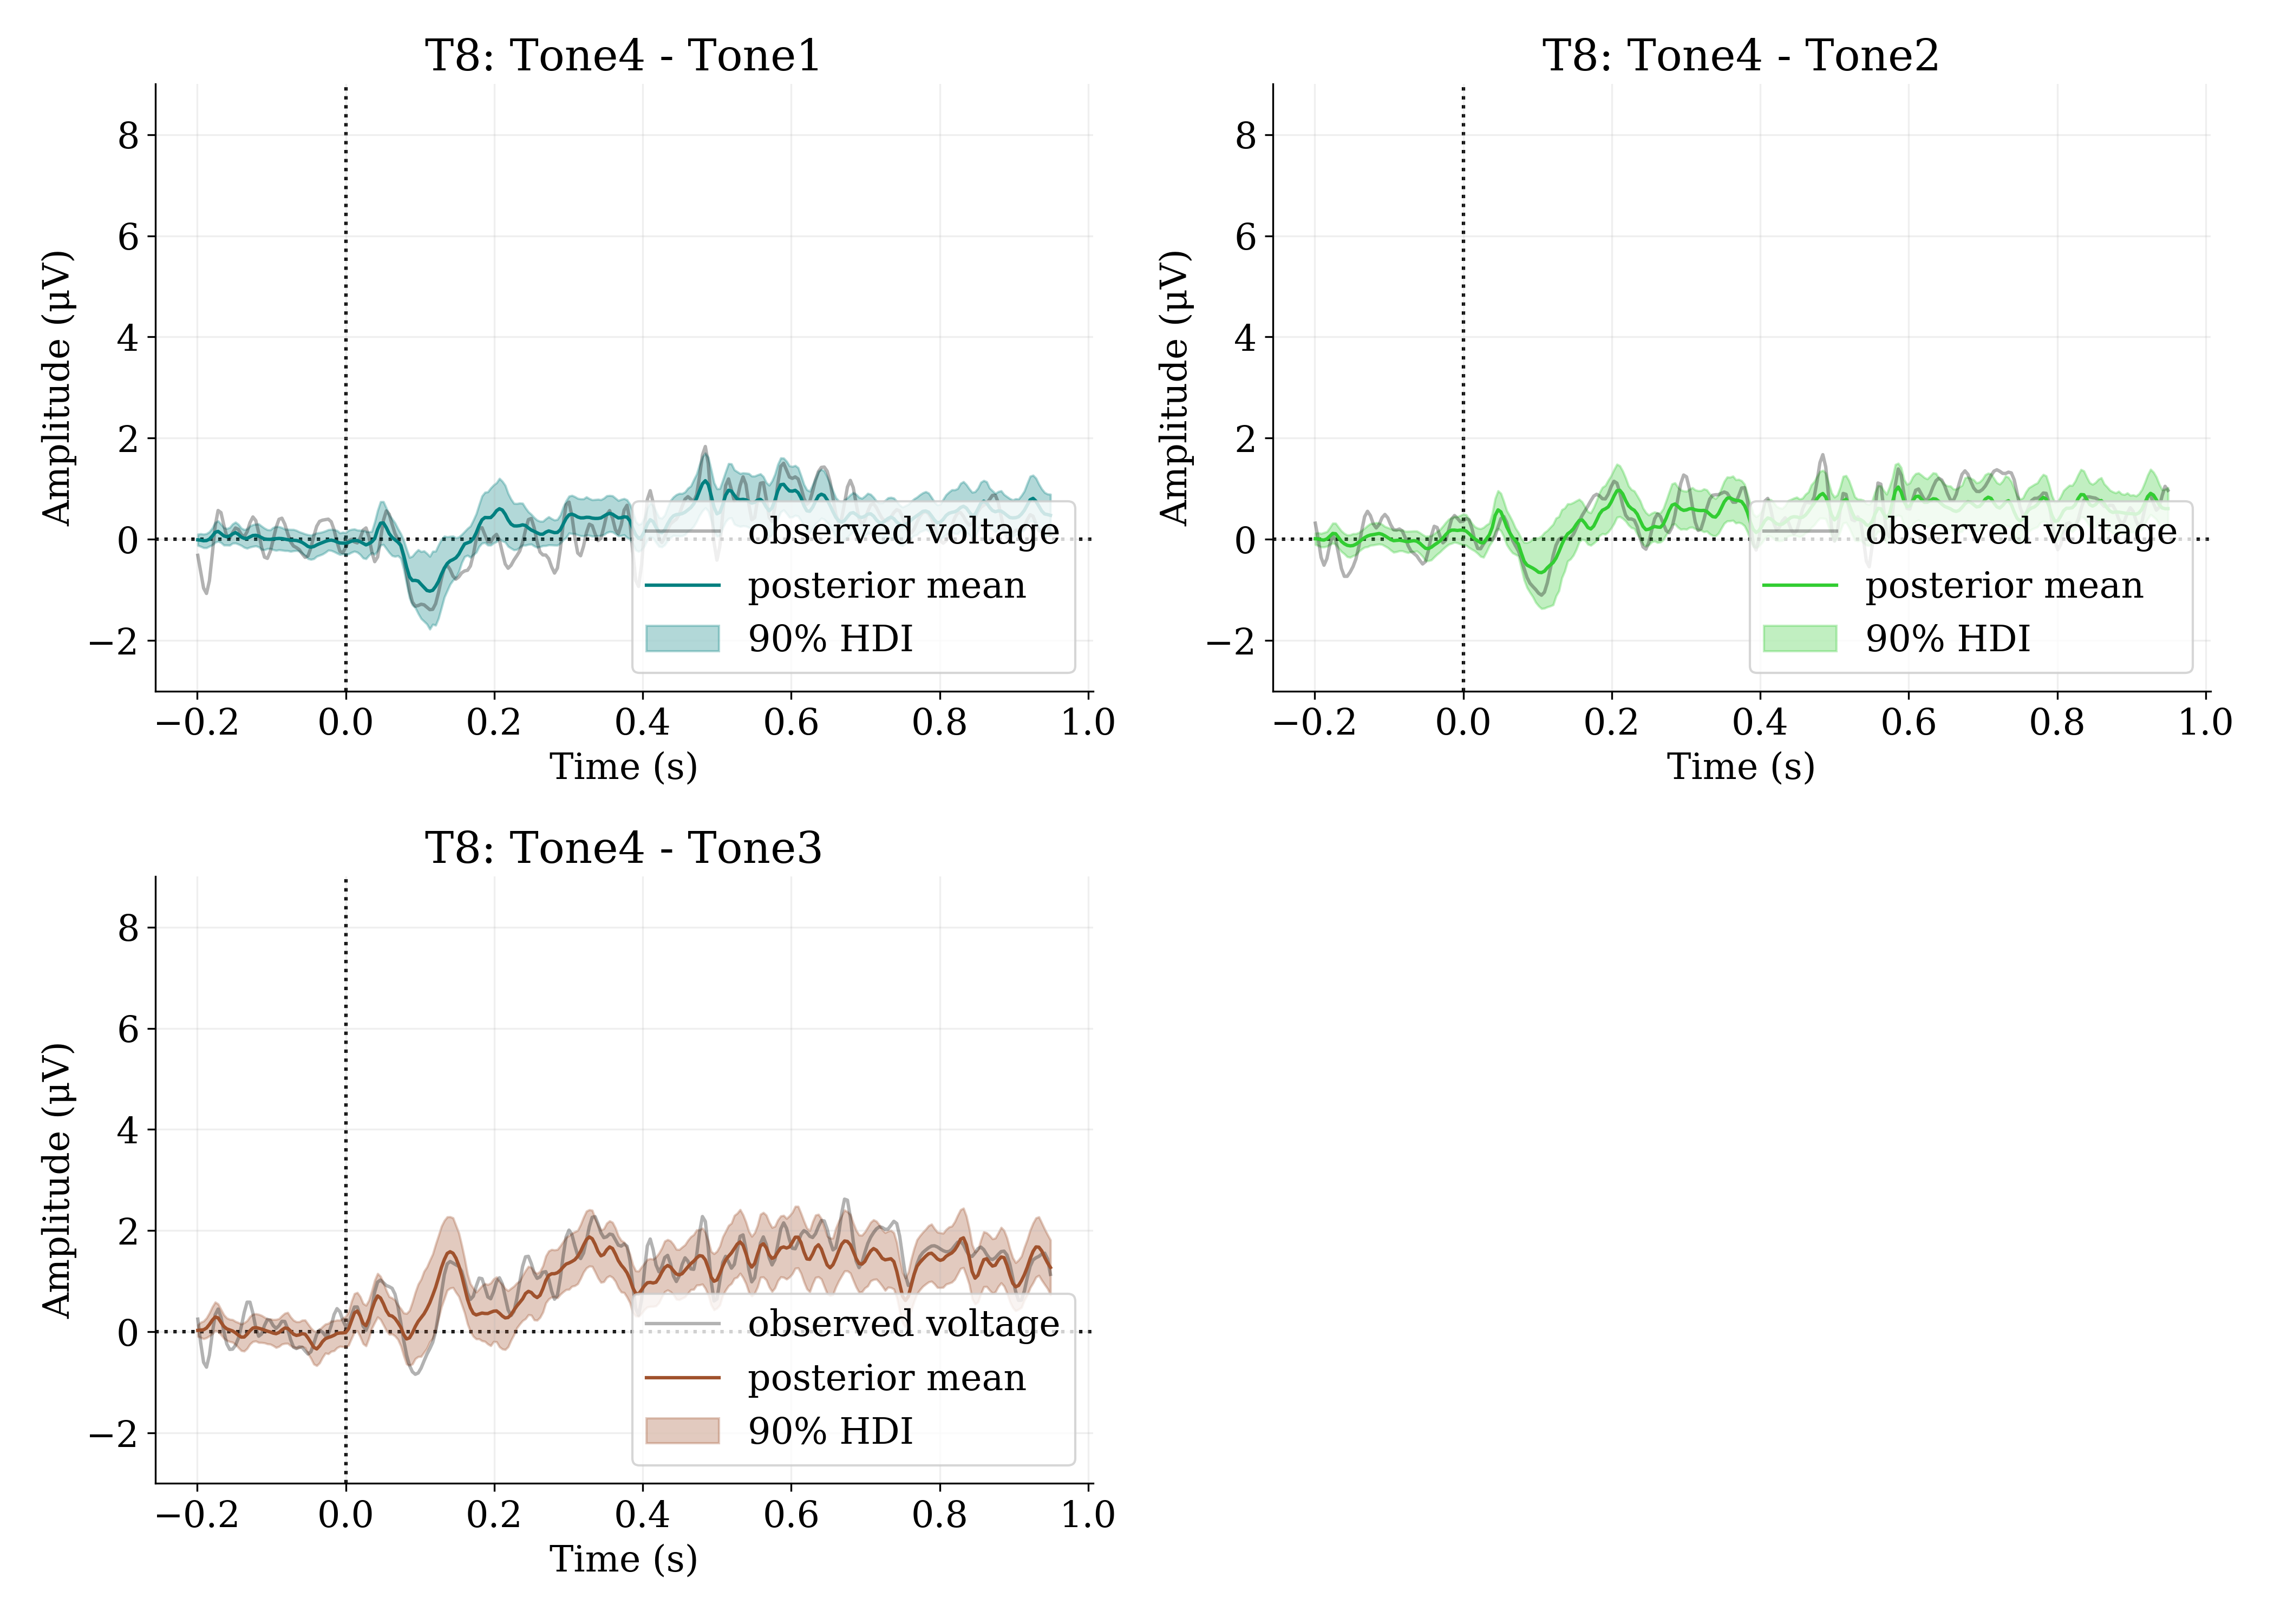 T8: Tone4 - Tone1
Amplitude (μV)
8
6
4
2
0
−2
observed voltage
posterior mean
90% HDI
−0.2 0.0 0.2 0.4 0.6 0.8 1.0
Time (s)
T8: Tone4 - Tone2
Amplitude (μV)
8
6
4
2
0
−2
observed voltage
posterior mean
90% HDI
−0.2 0.0 0.2 0.4 0.6 0.8 1.0
Time (s)
T8: Tone4 - Tone3
Amplitude (μV)
8
6
4
2
0
−2
observed voltage
posterior mean
90% HDI
−0.2 0.0 0.2 0.4 0.6 0.8 1.0
Time (s)